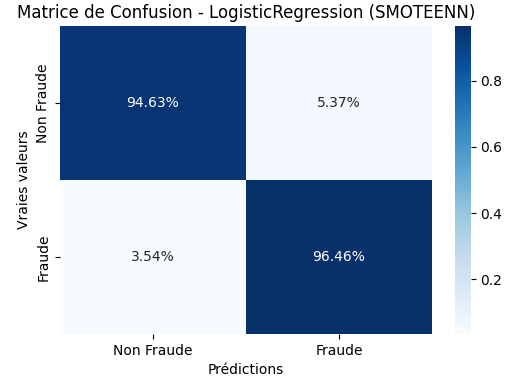 Matrice de Confusion - LogisticRegression (SMOTEENN)
Vraies valeurs
Non Fraude
Fraude
94.63%
5.37%
3.54%
96.46%
Non Fraude
Fraude
Prédictions
0.8
0.6
0.4
0.2